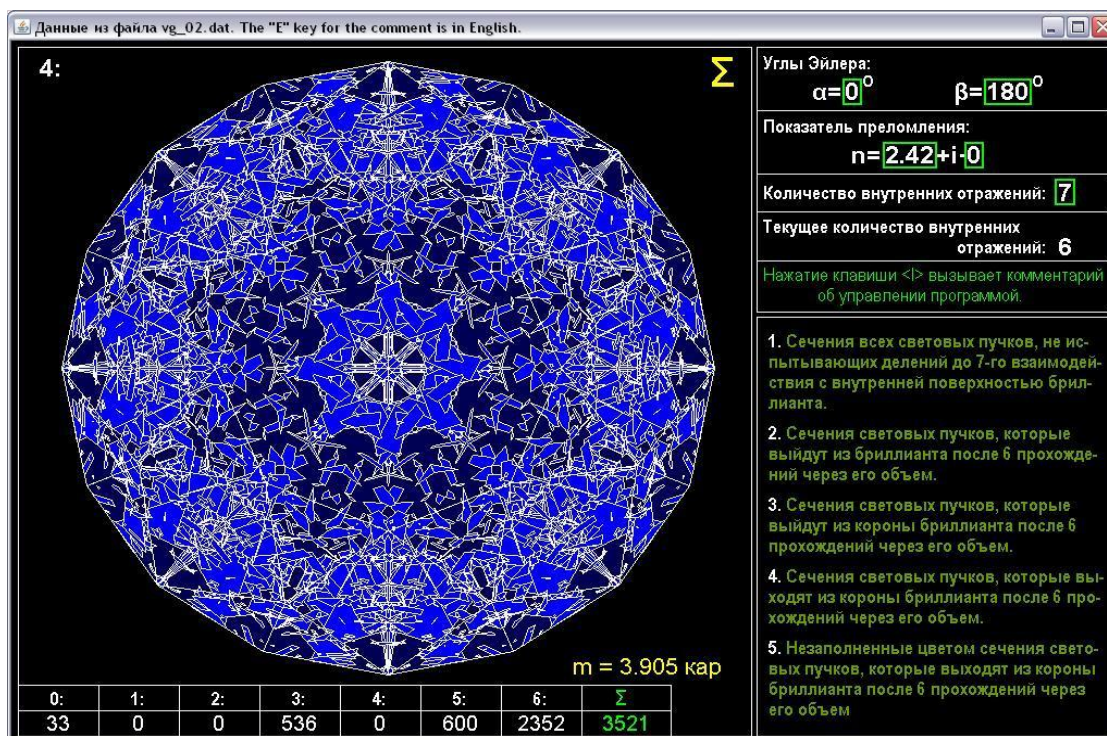 Данные из файла vg_02.dat. The "E" key for the comment is in English.
4:
Σ
m = 3.905 кар
0: 1: 2: 3: 4: 5: 6: Σ
33 0 0 536 0 600 2352 3521
Углы Эйлера:
α=0° β=180°
Показатель преломления:
n=2.42+i·0
Количество внутренних отражений: 7
Текущее количество внутренних
отражений: 6
Нажатие клавиши <I> вызывает комментарий
об управлении программой.
1. Сечения всех световых пучков, не ис-
пытывающих делений до 7-го взаимодей-
ствия с внутренней поверхностью брил-
лианта.
2. Сечения световых пучков, которые
выйдут из бриллианта после 6 прохожде-
ний через его объем.
3. Сечения световых пучков, которые
выйдут из короны бриллианта после 6
прохождений через его объем.
4. Сечения световых пучков, которые вы-
ходят из короны бриллианта после 6 про-
хождений через его объем.
5. Незаполненные цветом сечения свето-
вых пучков, которые выходят из короны
бриллианта после 6 прохождений через
его объем